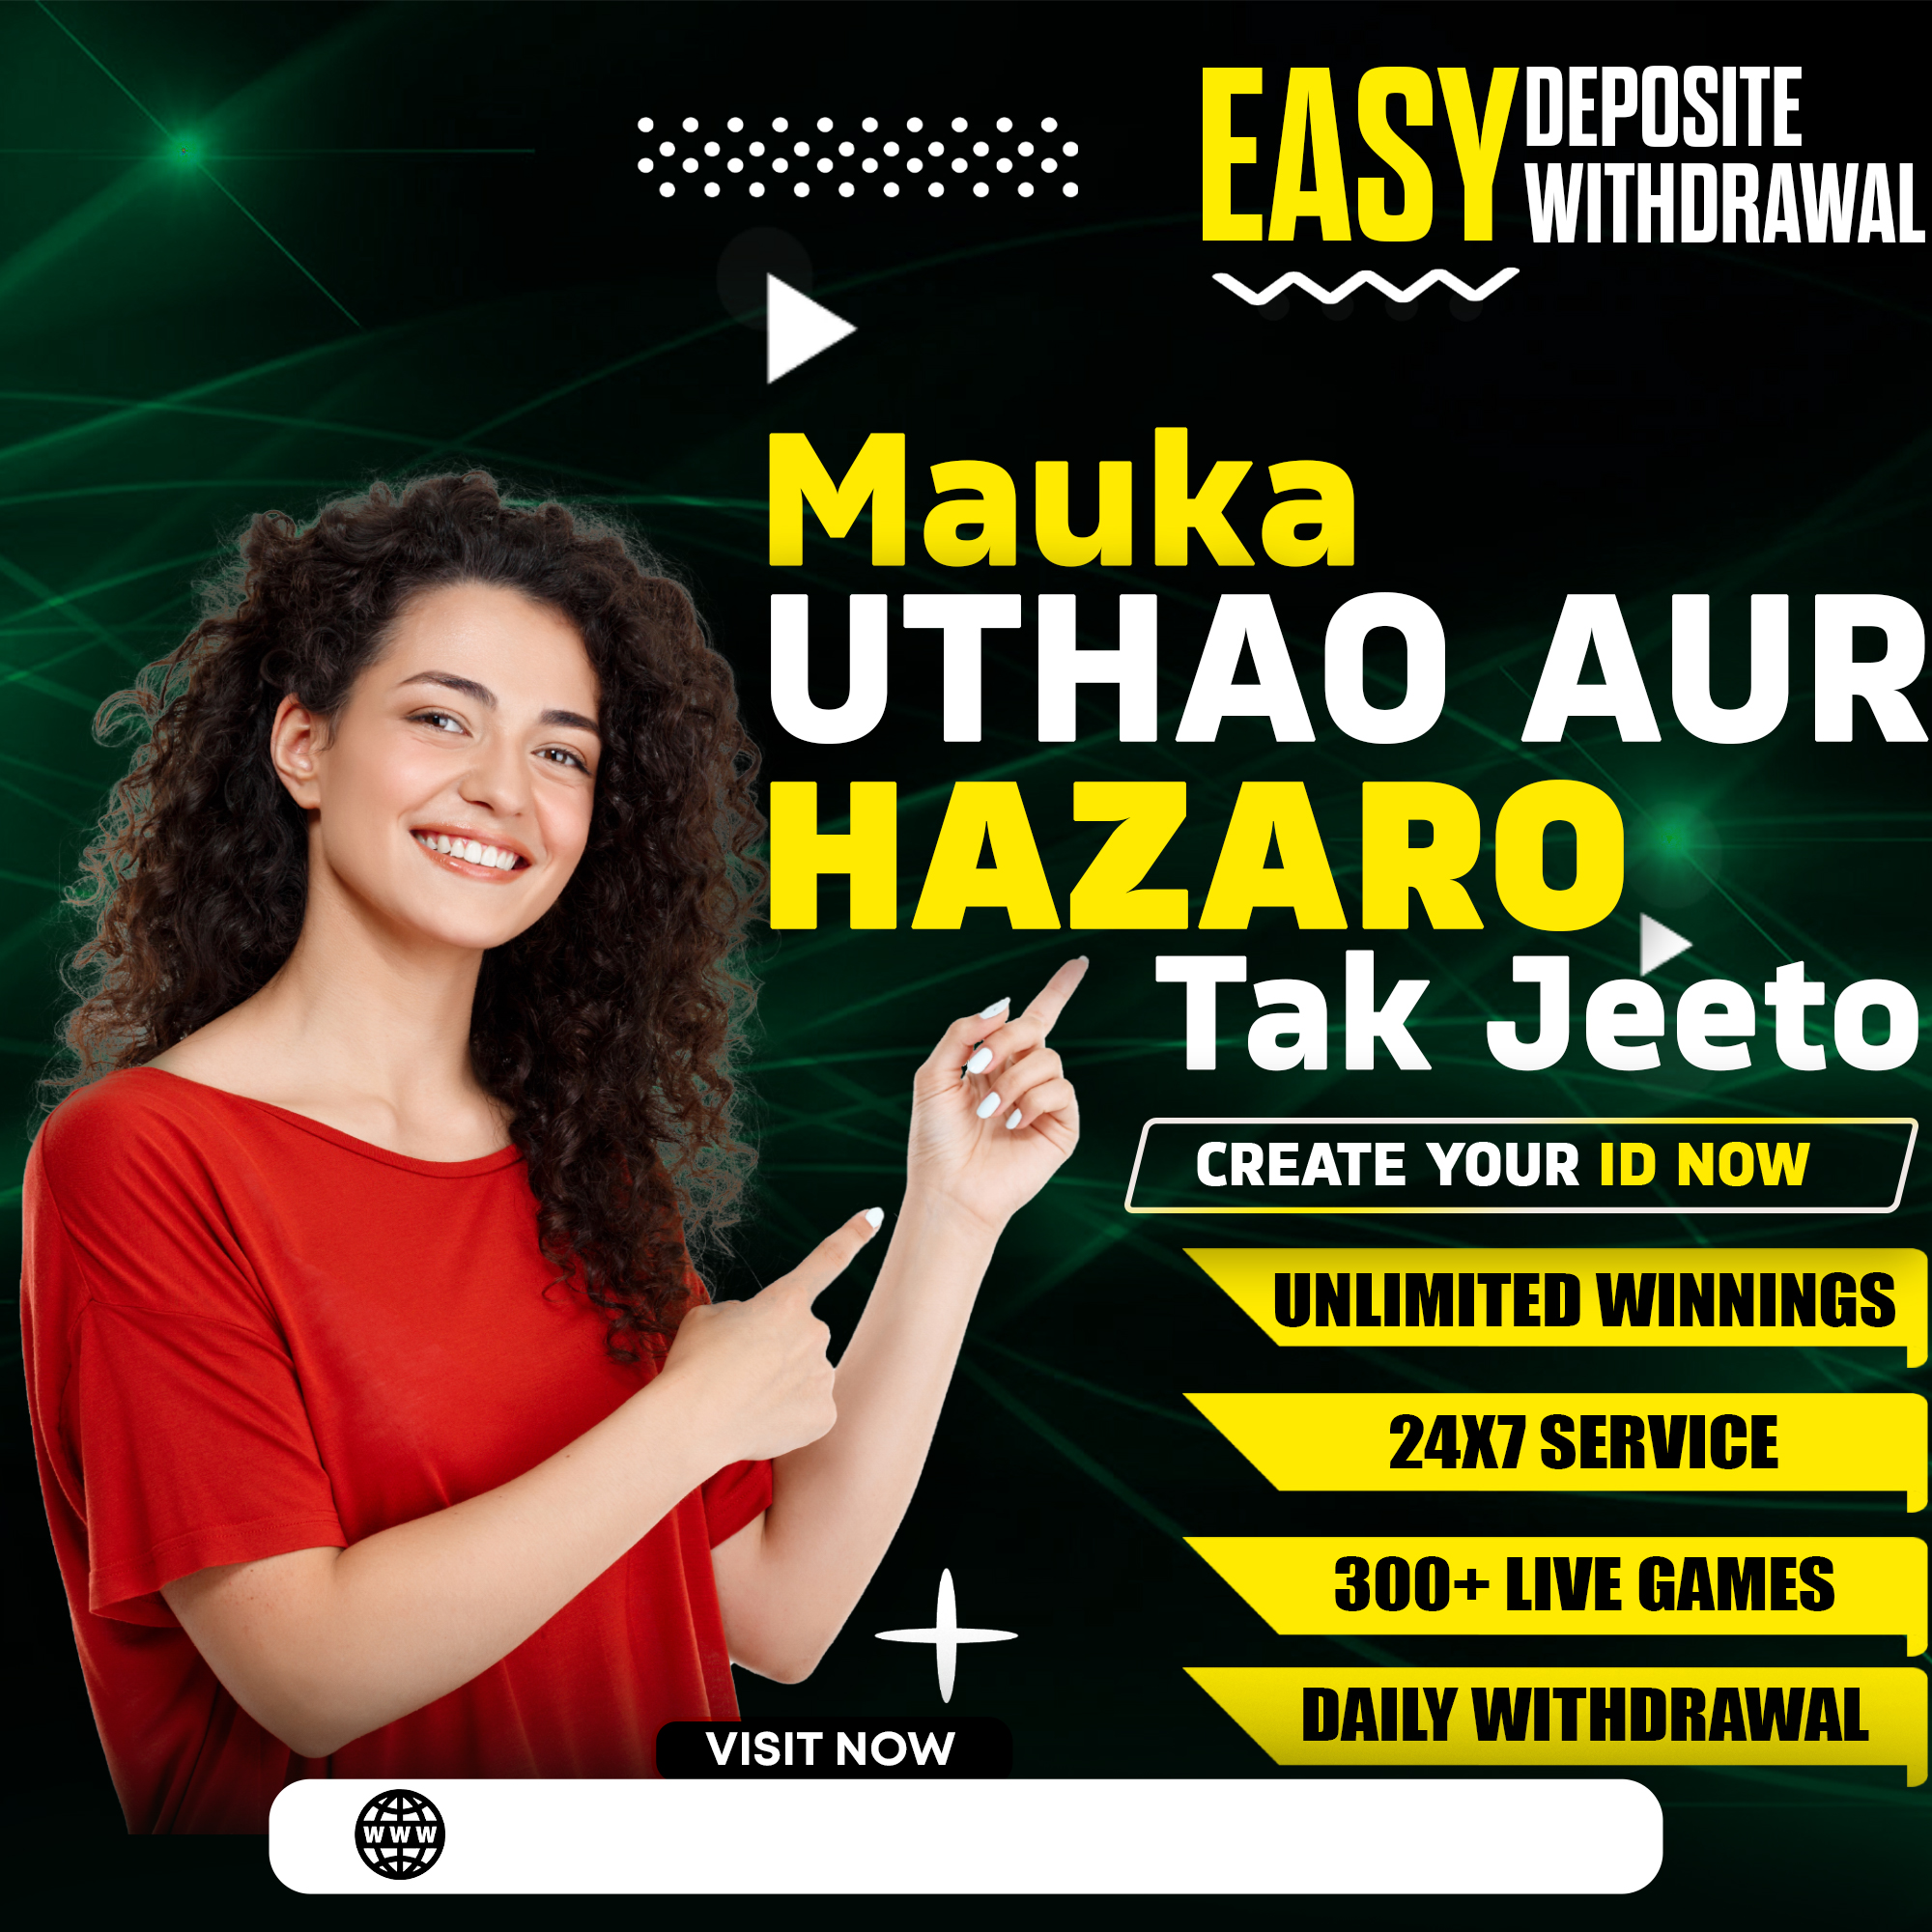 EASY DEPOSITE
WITHDRAWAL
Mauka
UTHAO AUR
HAZARO
Tak Jeeto
CREATE YOUR ID NOW
UNLIMITED WINNINGS
24X7 SERVICE
300+ LIVE GAMES
DAILY WITHDRAWAL
VISIT NOW
WWW